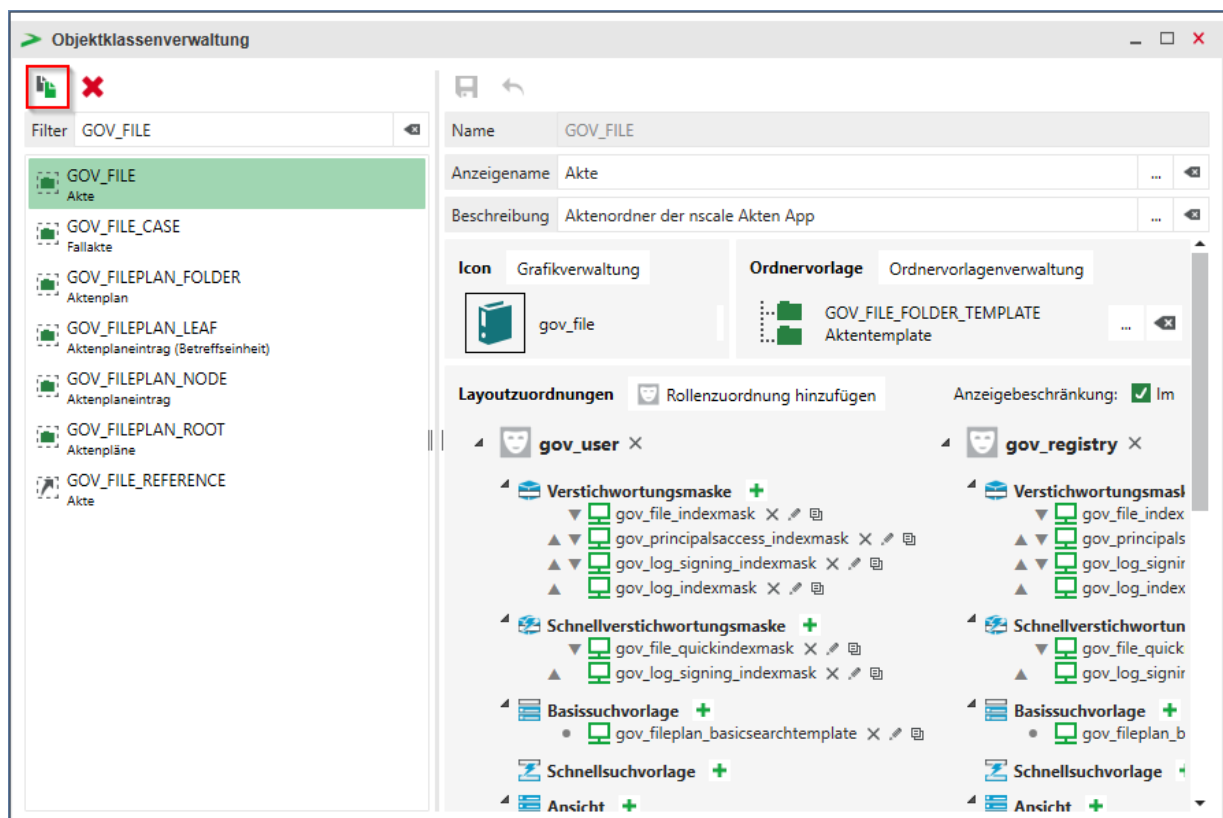 Objektklassenverwaltung
Filter GOV_FILE
GOV_FILE
Akte
GOV_FILE_CASE
Fallakte
GOV_FILEPLAN_FOLDER
Aktenplan
GOV_FILEPLAN_LEAF
Aktenplaneintrag (Betreffseinheit)
GOV_FILEPLAN_NODE
Aktenplaneintrag
GOV_FILEPLAN_ROOT
Aktenpläne
GOV_FILE_REFERENCE
Akte
Name GOV_FILE
Anzeigename Akte ...
Beschreibung Aktenordner der nscale Akten App ...
Icon Grafikverwaltung
gov_file
Ordnervorlage Ordnervorlagenverwaltung
GOV_FILE_FOLDER_TEMPLATE
Aktentemplate ...
Layoutzuordnungen Rollenzuordnung hinzufügen Anzeigebeschränkung: Im
gov_user
Verstichwortungsmaske
gov_file_indexmask
gov_principalsaccess_indexmask
gov_log_signing_indexmask
gov_log_indexmask
Schnellverstichwortungsmaske
gov_file_quickindexmask
gov_log_signing_indexmask
Basissuchvorlage
gov_fileplan_basicsearchtemplate
Schnellsuchvorlage
Ansicht
gov_registry
Verstichwortungsmask
gov_file_index
gov_principals
gov_log_signin
gov_log_index
Schnellverstichwortun
gov_file_quick
gov_log_signin
Basissuchvorlage
gov_fileplan_b
Schnellsuchvorlage
Ansicht